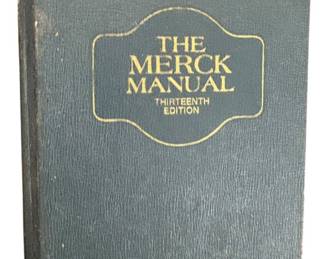 THE
MERCK
MANUAL
THIRTEENTH
EDITION